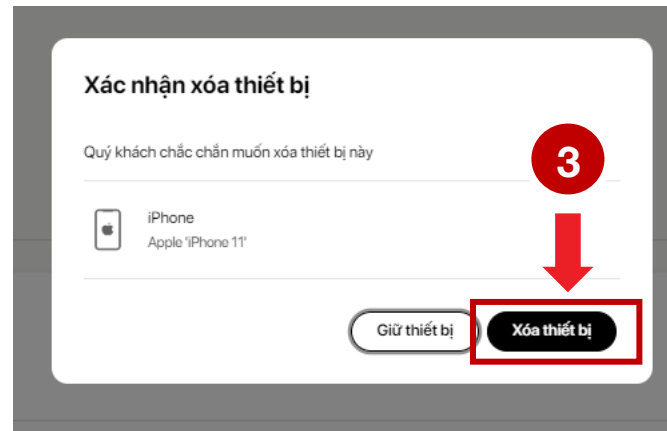 Xác nhận xóa thiết bị
Quý khách chắc chắn muốn xóa thiết bị này
3
iPhone
Apple 'iPhone 11'
Giữ thiết bị
Xóa thiết bị